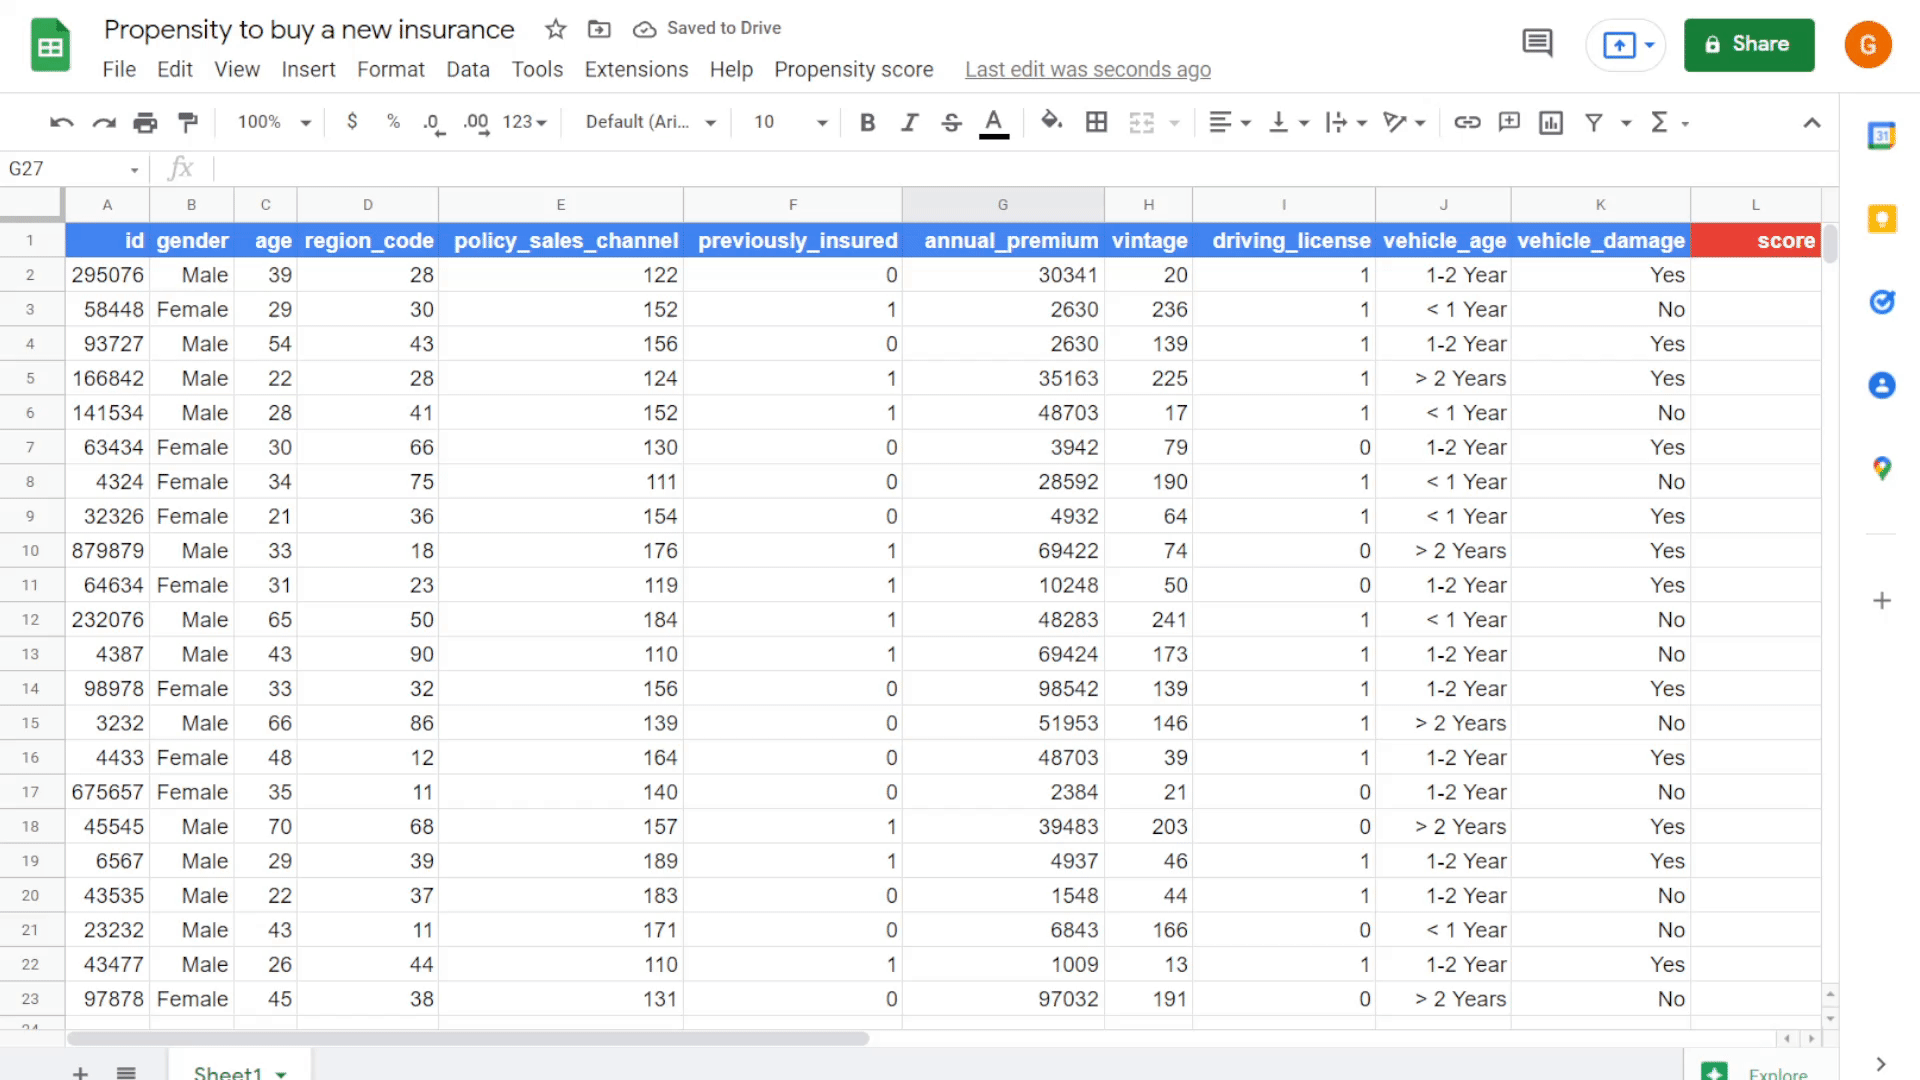 Propensity to buy a new insurance Saved to Drive
File Edit View Insert Format Data Tools Extensions Help Propensity score Last edit was seconds ago
Share
G
100% $ % .0 .00 123 Default (Ari... 10 B I S A
31
G27 fx
A B C D E F G H I J K L
1 id gender age region_code policy_sales_channel previously_insured annual_premium vintage driving_license vehicle_age vehicle_damage score
2 295076 Male 39 28 122 0 30341 20 1 1-2 Year Yes
3 58448 Female 29 30 152 1 2630 236 1 < 1 Year No
4 93727 Male 54 43 156 0 2630 139 1 1-2 Year Yes
5 166842 Male 22 28 124 1 35163 225 1 > 2 Years Yes
6 141534 Male 28 41 152 1 48703 17 1 < 1 Year No
7 63434 Female 30 66 130 0 3942 79 0 1-2 Year Yes
8 4324 Female 34 75 111 0 28592 190 1 < 1 Year No
9 32326 Female 21 36 154 0 4932 64 1 < 1 Year Yes
10 879879 Male 33 18 176 1 69422 74 0 > 2 Years Yes
11 64634 Female 31 23 119 1 10248 50 0 1-2 Year Yes
12 232076 Male 65 50 184 1 48283 241 1 < 1 Year No
13 4387 Male 43 90 110 1 69424 173 1 1-2 Year No
14 98978 Female 33 32 156 0 98542 139 1 1-2 Year Yes
15 3232 Male 66 86 139 0 51953 146 1 > 2 Years No
16 4433 Female 48 12 164 0 48703 39 1 1-2 Year Yes
17 675657 Female 35 11 140 0 2384 21 0 1-2 Year No
18 45545 Male 70 68 157 1 39483 203 0 > 2 Years Yes
19 6567 Male 29 39 189 1 4937 46 1 1-2 Year Yes
20 43535 Male 22 37 183 0 1548 44 1 1-2 Year No
21 23232 Male 43 11 171 0 6843 166 0 < 1 Year No
22 43477 Male 26 44 110 1 1009 13 1 1-2 Year Yes
23 97878 Female 45 38 131 0 97032 191 0 > 2 Years No
24
Sheet1 Explore